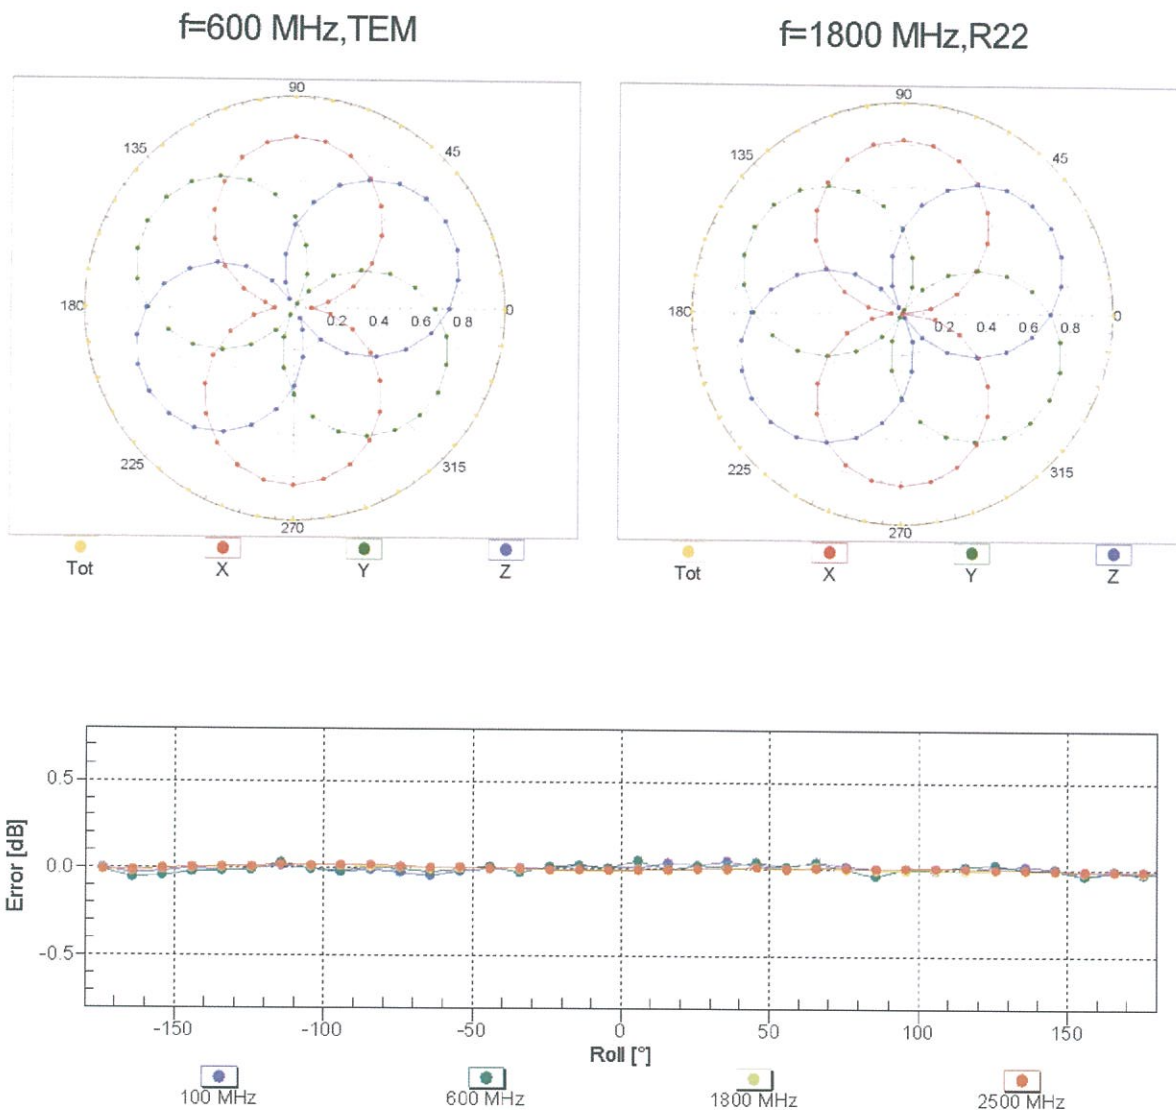 f=600 MHz,TEM
f=1800 MHz,R22
90
135
45
180
0.2 0.4 0.6 0.8
0
225
315
270
Tot X Y Z
90
135
45
180
0.2 0.4 0.6 0.8
0
225
315
270
Tot X Y Z
Error [dB]
0.5
0.0
-0.5
-150 -100 -50 0 50 100 150
Roll [°]
100 MHz 600 MHz 1800 MHz 2500 MHz